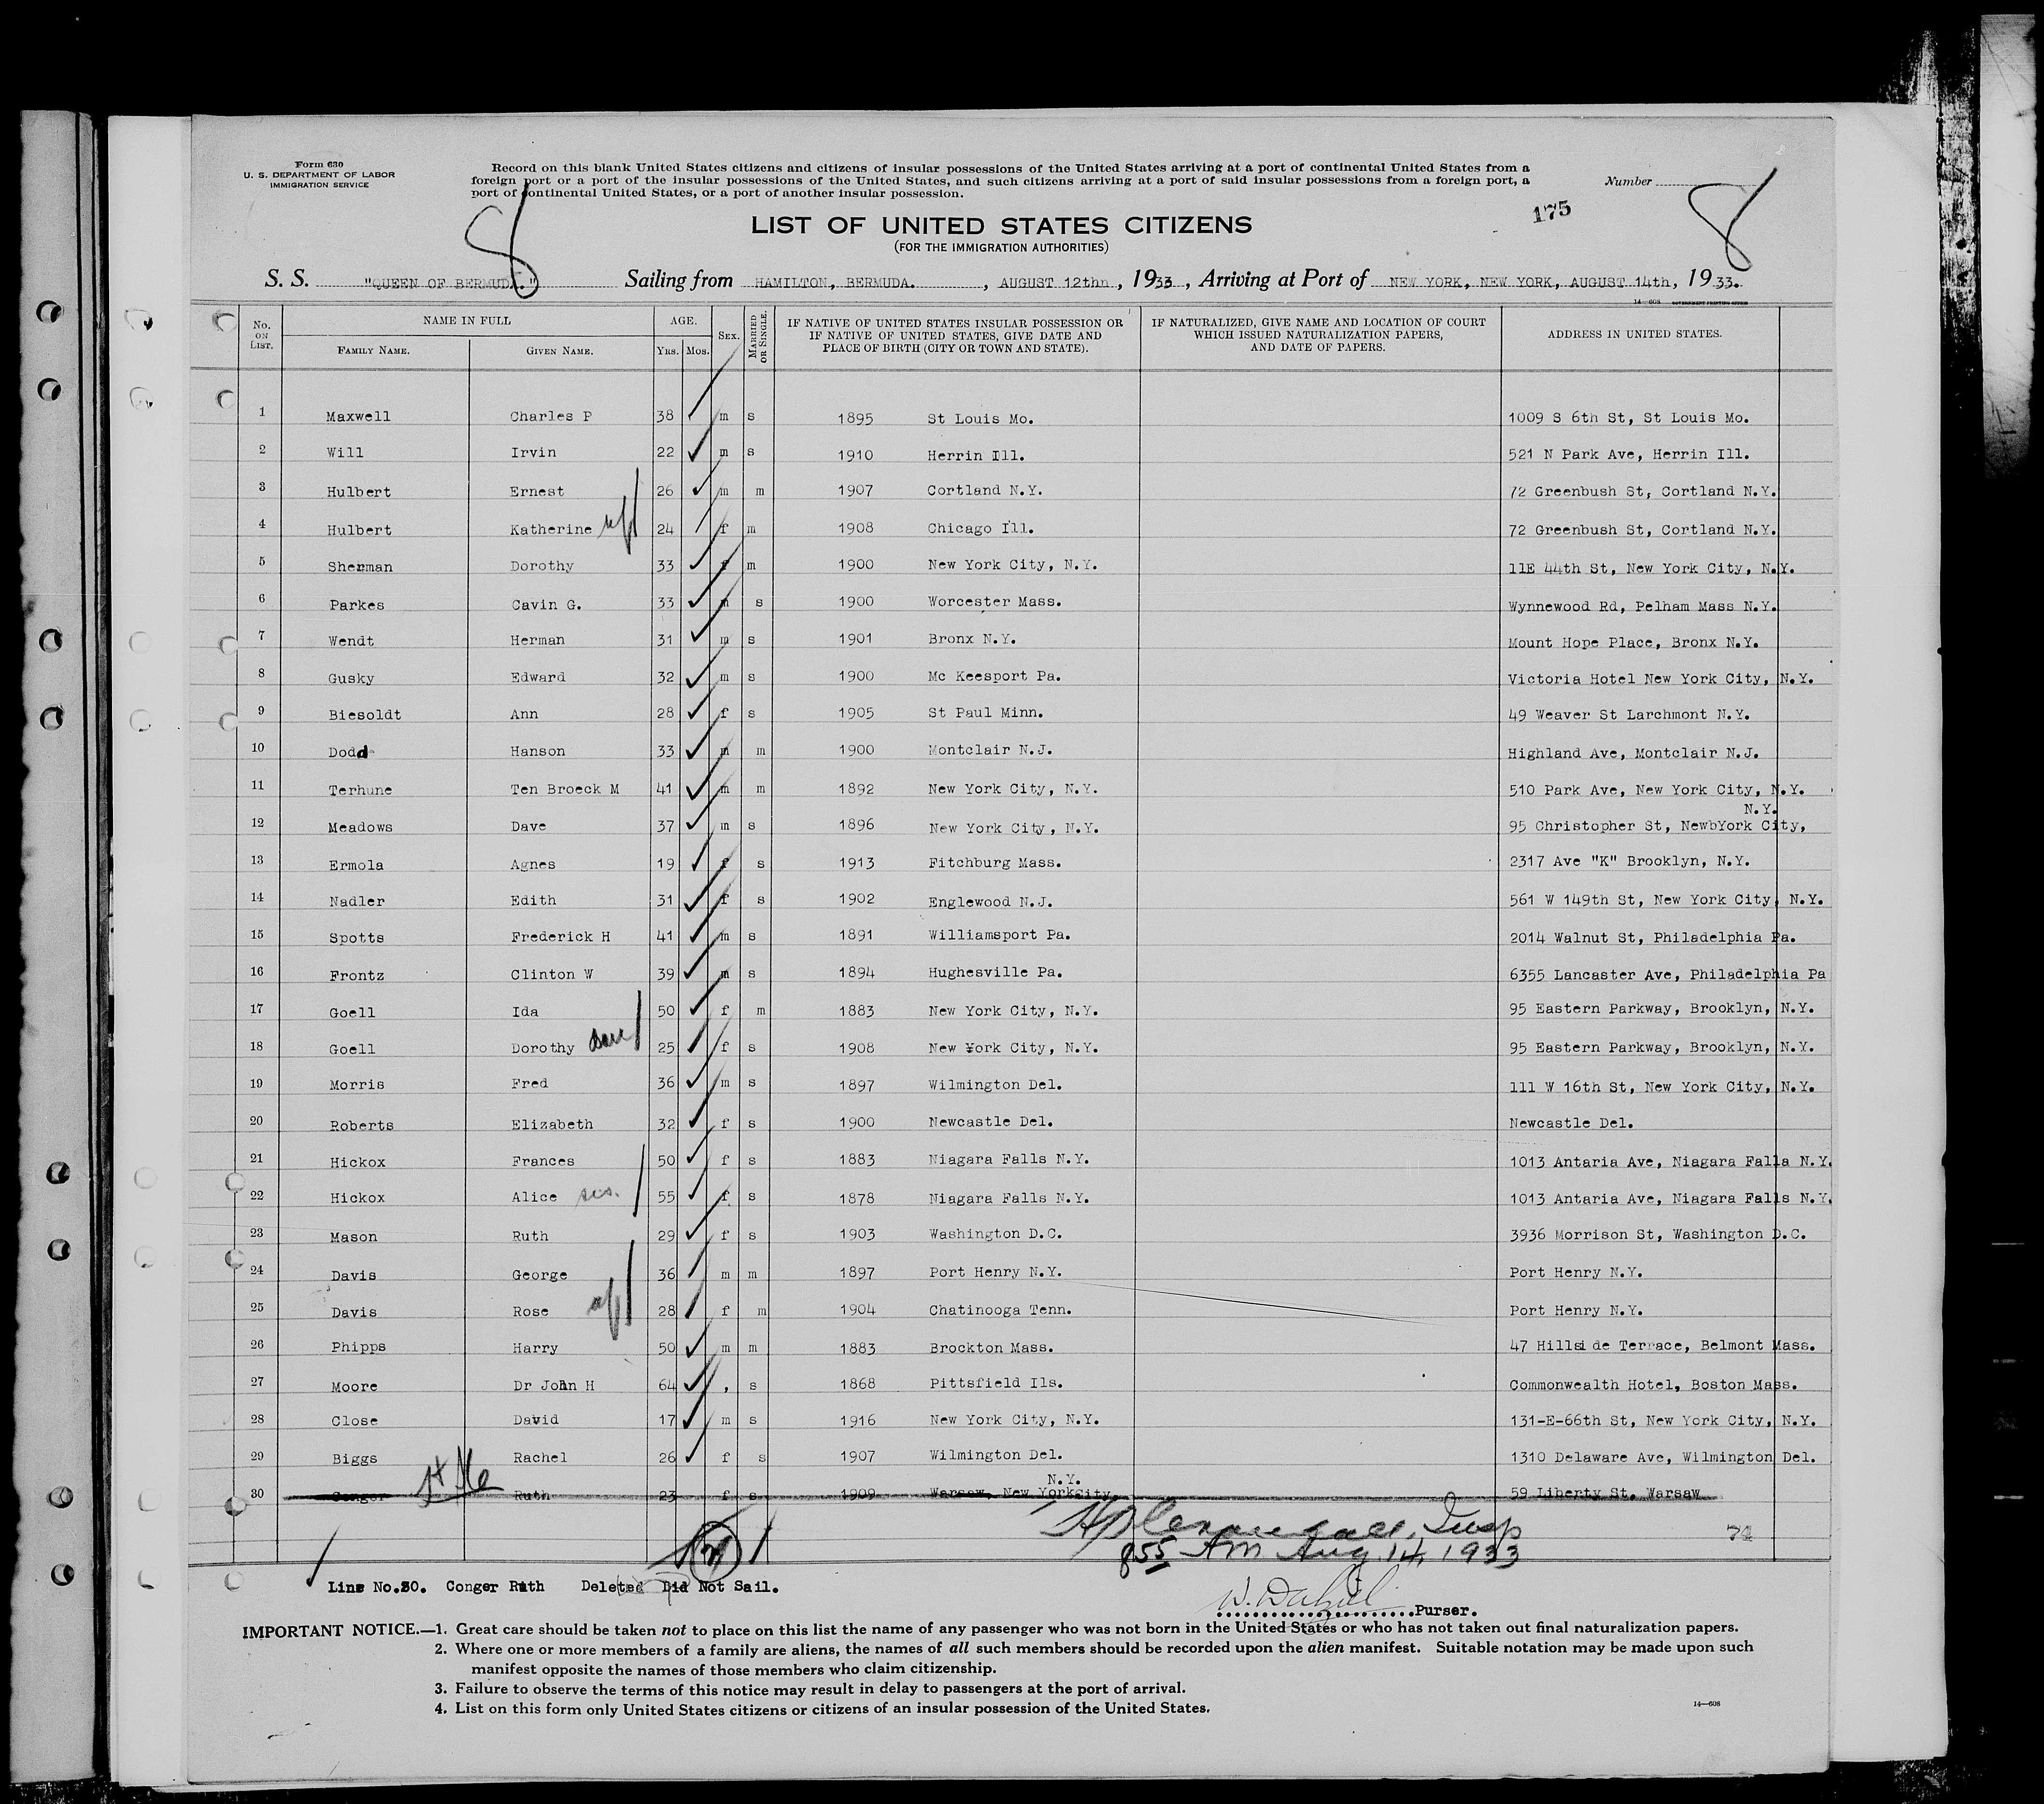 Form 630
U. S. DEPARTMENT OF LABOR
IMMIGRATION SERVICE
Record on this blank United States citizens and citizens of insular possessions of the United States arriving at a port of continental United States from a
foreign port or a port of the insular possessions of the United States, and such citizens arriving at a port of said insular possessions from a foreign port, a
port of continental United States, or a port of another insular possession.
Number
8
8
175
LIST OF UNITED STATES CITIZENS
(FOR THE IMMIGRATION AUTHORITIES)
S. S. "QUEEN OF BERMUDA." Sailing from HAMILTON, BERMUDA. , AUGUST 12thn , 1933 , Arriving at Port of NEW YORK, NEW YORK, AUGUST 14th, 1933.
14—608 GOVERNMENT PRINTING OFFICE
No. ON LIST. NAME IN FULL AGE. SEX. MARRIED OR SINGLE. IF NATIVE OF UNITED STATES INSULAR POSSESSION OR IF NATIVE OF UNITED STATES, GIVE DATE AND PLACE OF BIRTH (CITY OR TOWN AND STATE). IF NATURALIZED, GIVE NAME AND LOCATION OF COURT WHICH ISSUED NATURALIZATION PAPERS, AND DATE OF PAPERS. ADDRESS IN UNITED STATES.
FAMILY NAME. GIVEN NAME. YRS. MOS.
1 Maxwell Charles P 38 m s 1895 St Louis Mo. 1009 S 6th St, St Louis Mo.
2 Will Irvin 22 m s 1910 Herrin Ill. 521 N Park Ave, Herrin Ill.
3 Hulbert Ernest 26 m m 1907 Cortland N.Y. 72 Greenbush St, Cortland N.Y.
4 Hulbert Katherine 24 f m 1908 Chicago Ill. 72 Greenbush St, Cortland N.Y.
5 Sherman Dorothy 33 f m 1900 New York City, N.Y. 11E 44th St, New York City, N.Y.
6 Parkes Cavin G. 33 m s 1900 Worcester Mass. Wynnewood Rd, Pelham Mass N.Y.
7 Wendt Herman 31 m s 1901 Bronx N.Y. Mount Hope Place, Bronx N.Y.
8 Gusky Edward 32 m s 1900 Mc Keesport Pa. Victoria Hotel New York City, N.Y.
9 Biesoldt Ann 28 f s 1905 St Paul Minn. 49 Weaver St Larchmont N.Y.
10 Dodd Hanson 33 m m 1900 Montclair N.J. Highland Ave, Montclair N.J.
11 Terhune Ten Broeck M 41 m m 1892 New York City, N.Y. 510 Park Ave, New York City, N.Y.
N.Y.
12 Meadows Dave 37 m s 1896 New York City, N.Y. 95 Christopher St, NewbYork City,
13 Ermola Agnes 19 f s 1913 Fitchburg Mass. 2317 Ave "K" Brooklyn, N.Y.
14 Nadler Edith 31 f s 1902 Englewood N.J. 561 W 149th St, New York City, N.Y.
15 Spotts Frederick H 41 m s 1891 Williamsport Pa. 2014 Walnut St, Philadelphia Pa.
16 Frontz Clinton W 39 m s 1894 Hughesville Pa. 6355 Lancaster Ave, Philadelphia Pa
17 Goell Ida 50 f m 1883 New York City, N.Y. 95 Eastern Parkway, Brooklyn, N.Y.
18 Goell Dorothy 25 f s 1908 New York City, N.Y. 95 Eastern Parkway, Brooklyn, N.Y.
19 Morris Fred 36 m s 1897 Wilmington Del. 111 W 16th St, New York City, N.Y.
20 Roberts Elizabeth 32 f s 1900 Newcastle Del. Newcastle Del.
21 Hickox Frances 50 f s 1883 Niagara Falls N.Y. 1013 Antaria Ave, Niagara Falls N.Y.
22 Hickox Alice sis. 55 f s 1878 Niagara Falls N.Y. 1013 Antaria Ave, Niagara Falls N.Y.
23 Mason Ruth 29 f s 1903 Washington D.C. 3936 Morrison St, Washington D.C.
24 Davis George 36 m m 1897 Port Henry N.Y. Port Henry N.Y.
25 Davis Rose 28 f m 1904 Chatinooga Tenn. Port Henry N.Y.
26 Phipps Harry 50 m m 1883 Brockton Mass. 47 Hillside Terrace, Belmont Mass.
27 Moore Dr John H 64 , s 1868 Pittsfield Ils. Commonwealth Hotel, Boston Mass.
28 Close David 17 m s 1916 New York City, N.Y. 131-E-66th St, New York City, N.Y.
29 Biggs Rachel 26 f s 1907 Wilmington Del. 1310 Delaware Ave, Wilmington Del.
N.Y.
30 Conger Ruth 23 f s 1909 Warsaw, New Yorkcity, 59 Liberty St. Warsaw
Insp
855 Am Aug. 14, 1933
Line No.30. Conger Ruth Deleted Did Not Sail.
Purser.
IMPORTANT NOTICE.—1. Great care should be taken not to place on this list the name of any passenger who was not born in the United States or who has not taken out final naturalization papers.
2. Where one or more members of a family are aliens, the names of all such members should be recorded upon the alien manifest. Suitable notation may be made upon such
manifest opposite the names of those members who claim citizenship.
3. Failure to observe the terms of this notice may result in delay to passengers at the port of arrival.
4. List on this form only United States citizens or citizens of an insular possession of the United States.
14—608